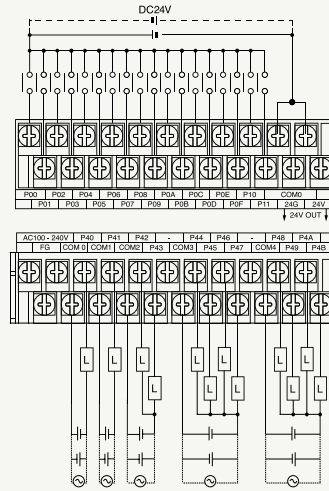 DC24V
P00 P02 P04 P06 P08 P0A P0C P0E P10 COM0
P01 P03 P05 P07 P09 P0B P0D P0F P11 24G 24V
24V OUT
AC100 - 240V P40 P41 P42 - P44 P46 - P48 P4A
FG COM 0 COM1 COM2 P43 COM3 P45 P47 COM4 P49 P4B
L L L L L L
L L L L L